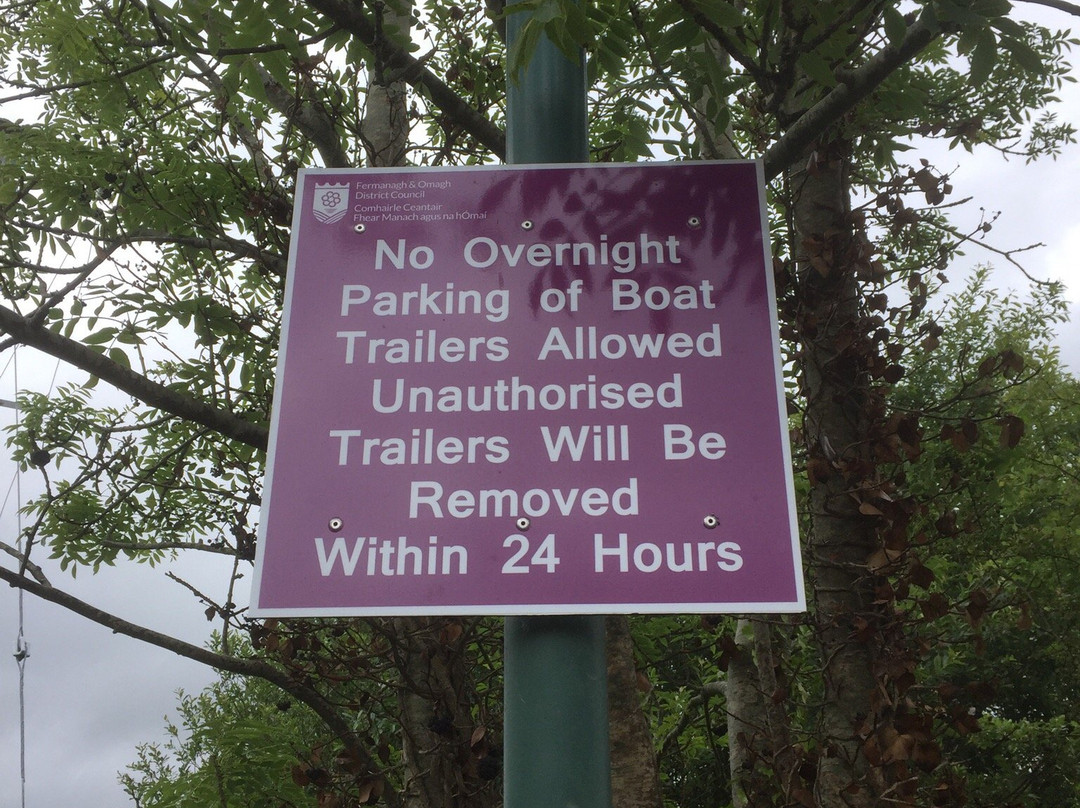 Fermanagh & Omagh
District Council
Comhairle Ceantair
Fhear Manach agus na hÓmaí
No Overnight
Parking of Boat
Trailers Allowed
Unauthorised
Trailers Will Be
Removed
Within 24 Hours